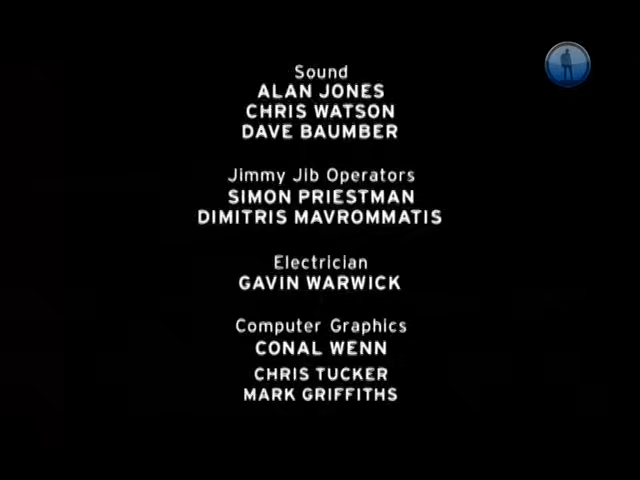 Sound
ALAN JONES
CHRIS WATSON
DAVE BAUMBER
Jimmy Jib Operators
SIMON PRIESTMAN
DIMITRIS MAVROMMATIS
Electrician
GAVIN WARWICK
Computer Graphics
CONAL WENN
CHRIS TUCKER
MARK GRIFFITHS